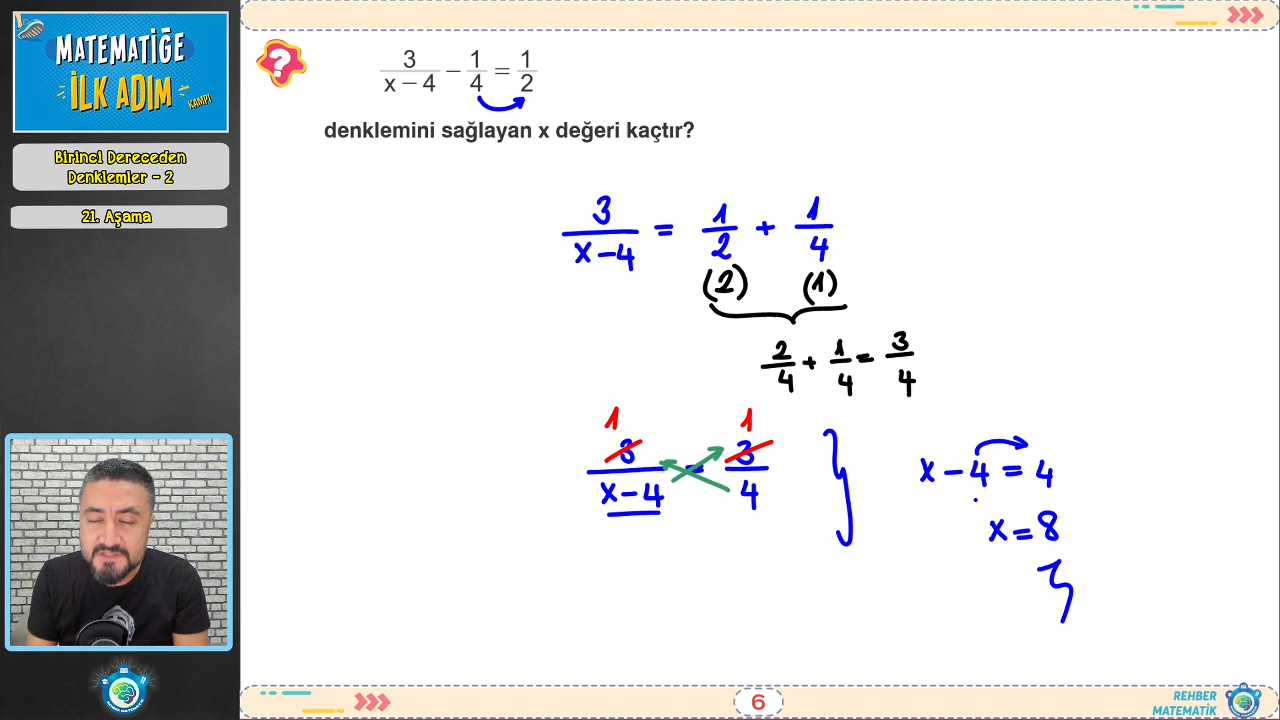 MATEMATİĞE
İLK ADIM
KAMPI
Birinci Dereceden
Denklemler - 2
21. Aşama
?
3/(x − 4) − 1/4 = 1/2
denklemini sağlayan x değeri kaçtır?
3/(x − 4) = 1/2 + 1/4
(2) (1)
2/4 + 1/4 = 3/4
1 1
3/(x − 4) = 3/4
x − 4 = 4
x = 8
6
REHBER
MATEMATİK